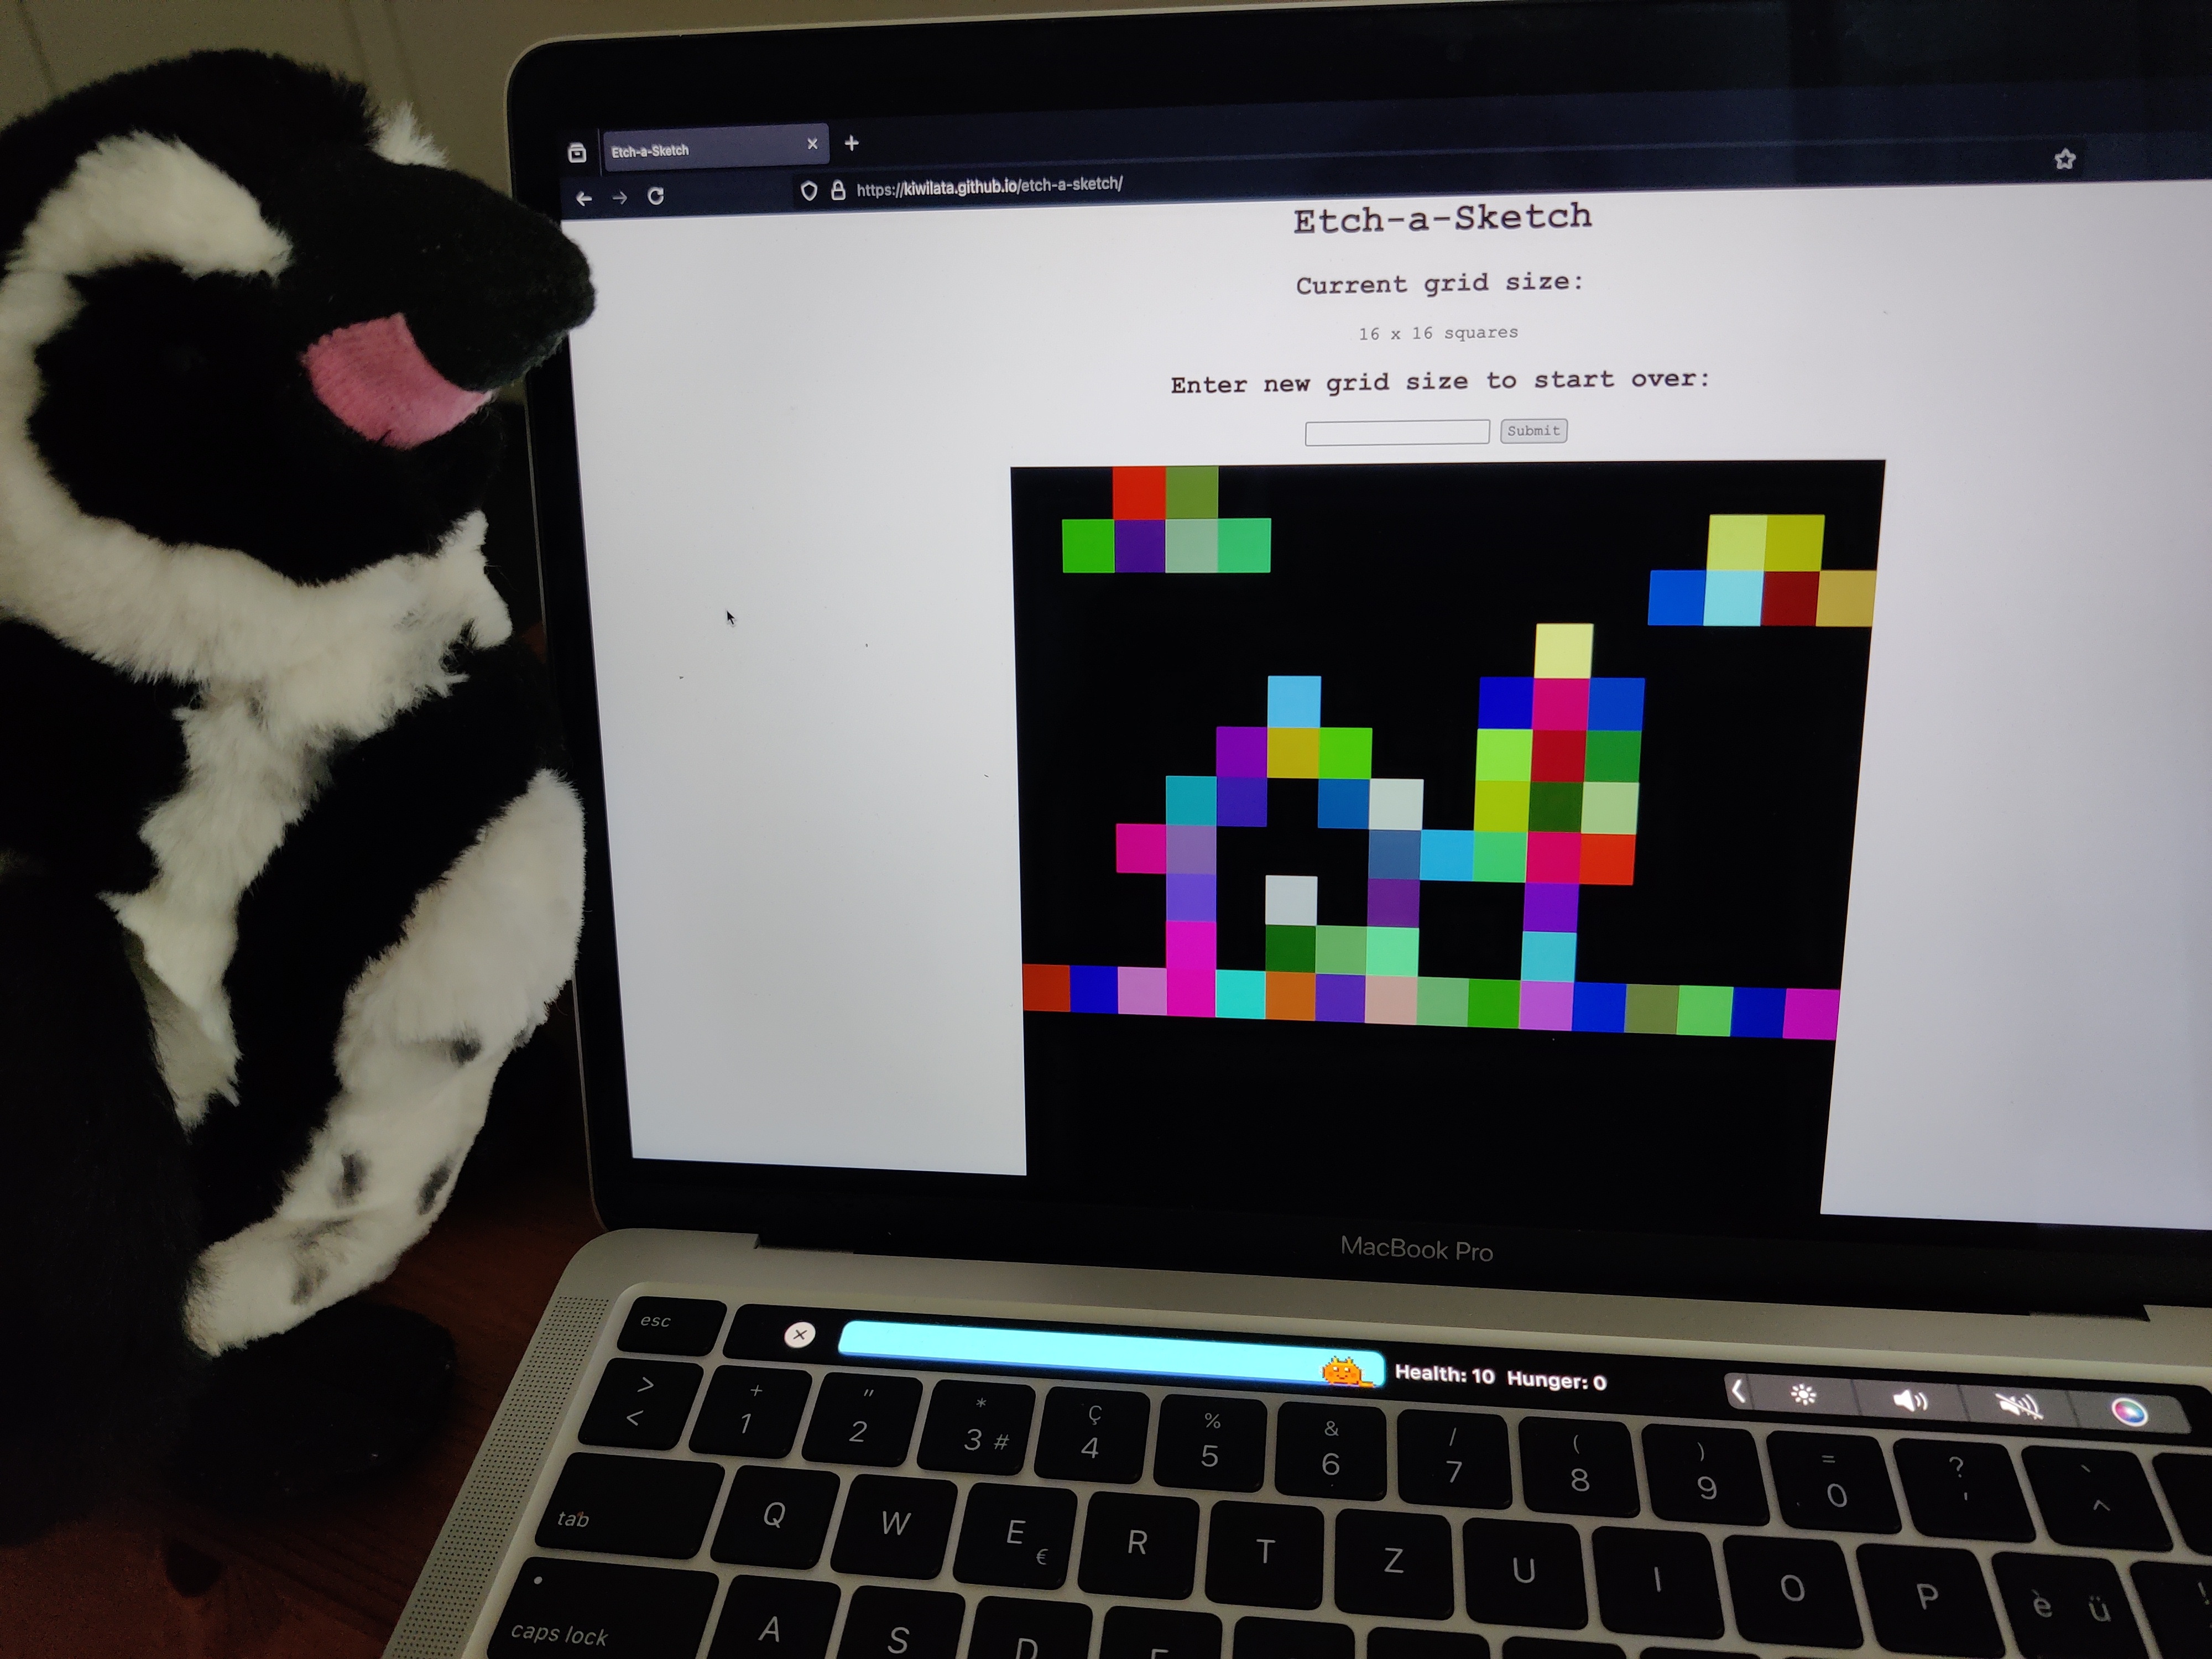 Etch-a-Sketch
https://kiwilata.github.io/etch-a-sketch/
Etch-a-Sketch
Current grid size:
16 x 16 squares
Enter new grid size to start over:
Submit
MacBook Pro
esc
Health: 10 Hunger: 0
> <
+ 1
" 2
* 3 #
Ç 4
% 5
& 6
/ 7
( 8
) 9
= 0
? '
` ^
tab
Q W E € R T Z U I O P è ü
caps lock
A S D